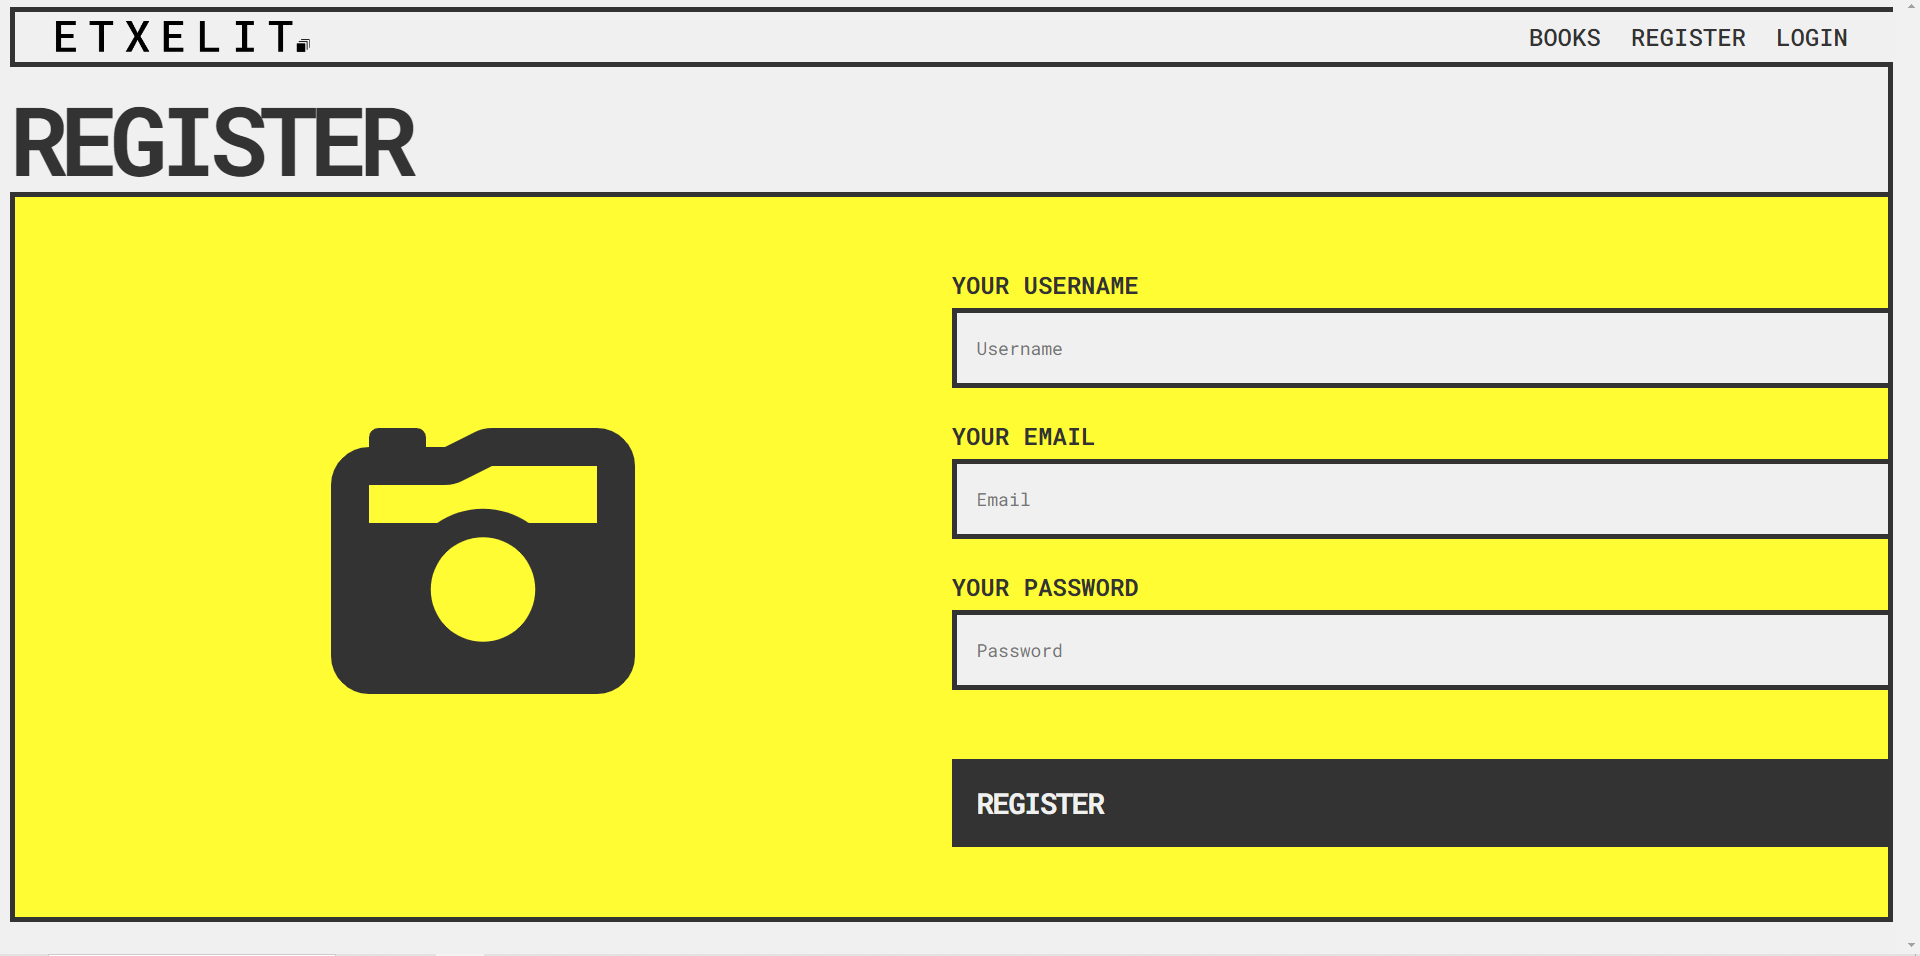 ETXELIT
BOOKS REGISTER LOGIN
REGISTER
YOUR USERNAME
Username
YOUR EMAIL
Email
YOUR PASSWORD
Password
REGISTER